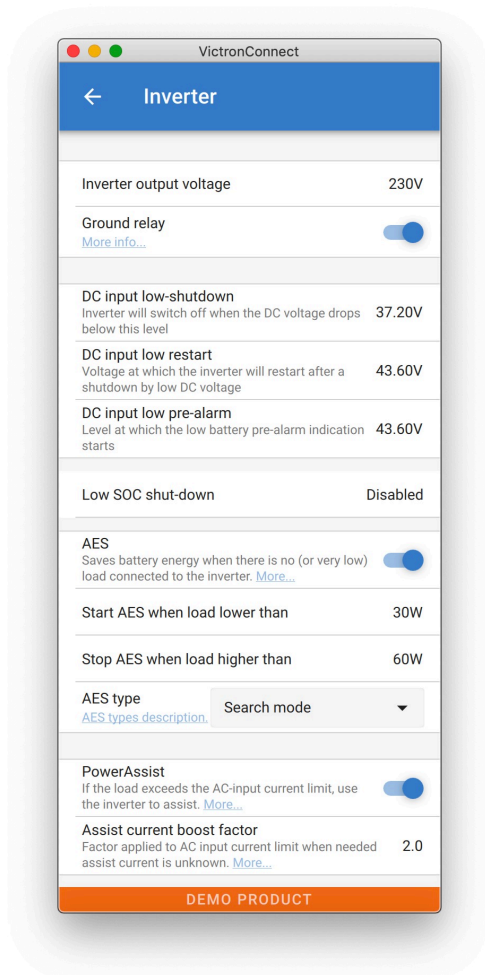 VictronConnect
Inverter
Inverter output voltage 230V
Ground relay
More info...
DC input low-shutdown
Inverter will switch off when the DC voltage drops 37.20V
below this level
DC input low restart
Voltage at which the inverter will restart after a 43.60V
shutdown by low DC voltage
DC input low pre-alarm
Level at which the low battery pre-alarm indication 43.60V
starts
Low SOC shut-down Disabled
AES
Saves battery energy when there is no (or very low)
load connected to the inverter. More...
Start AES when load lower than 30W
Stop AES when load higher than 60W
AES type
AES types description. Search mode
PowerAssist
If the load exceeds the AC-input current limit, use
the inverter to assist. More...
Assist current boost factor
Factor applied to AC input current limit when needed 2.0
assist current is unknown. More...
DEMO PRODUCT